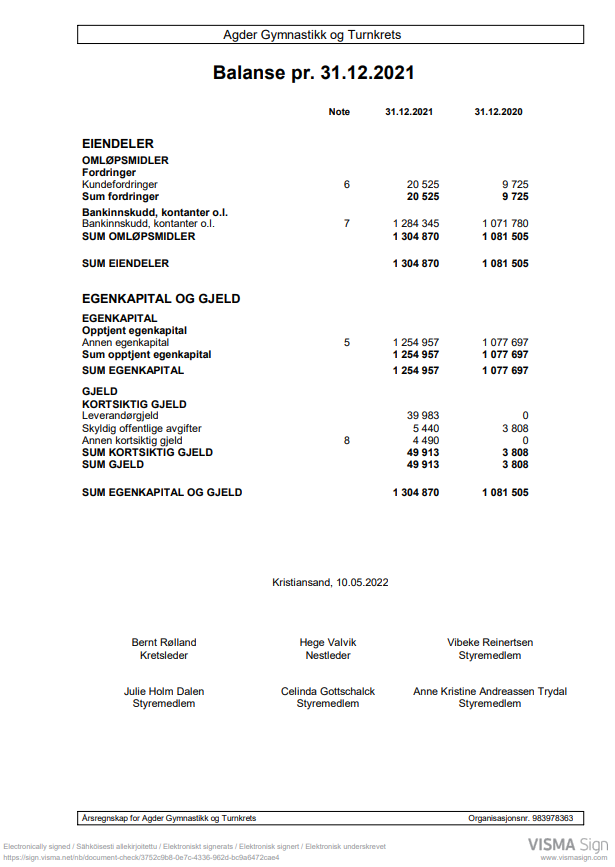 Agder Gymnastikk og Turnkrets
Balanse pr. 31.12.2021
Note 31.12.2021 31.12.2020
EIENDELER
OMLØPSMIDLER
Fordringer
Kundefordringer 6 20 525 9 725
Sum fordringer 20 525 9 725
Bankinnskudd, kontanter o.l.
Bankinnskudd, kontanter o.l. 7 1 284 345 1 071 780
SUM OMLØPSMIDLER 1 304 870 1 081 505
SUM EIENDELER 1 304 870 1 081 505
EGENKAPITAL OG GJELD
EGENKAPITAL
Opptjent egenkapital
Annen egenkapital 5 1 254 957 1 077 697
Sum opptjent egenkapital 1 254 957 1 077 697
SUM EGENKAPITAL 1 254 957 1 077 697
GJELD
KORTSIKTIG GJELD
Leverandørgjeld 39 983 0
Skyldig offentlige avgifter 5 440 3 808
Annen kortsiktig gjeld 8 4 490 0
SUM KORTSIKTIG GJELD 49 913 3 808
SUM GJELD 49 913 3 808
SUM EGENKAPITAL OG GJELD 1 304 870 1 081 505
Kristiansand, 10.05.2022
Bernt Rølland Hege Valvik Vibeke Reinertsen
Kretsleder Nestleder Styremedlem
Julie Holm Dalen Celinda Gottschalck Anne Kristine Andreassen Trydal
Styremedlem Styremedlem Styremedlem
Årsregnskap for Agder Gymnastikk og Turnkrets Organisasjonsnr. 983978363
Electronically signed / Sähköisesti allekirjoitettu / Elektroniskt signerats / Elektronisk signert / Elektronisk underskrevet
https://sign.visma.net/nb/document-check/3752c9b8-0e7c-4336-962d-bc9a6472cae4
VISMA Sign
www.vismasign.com